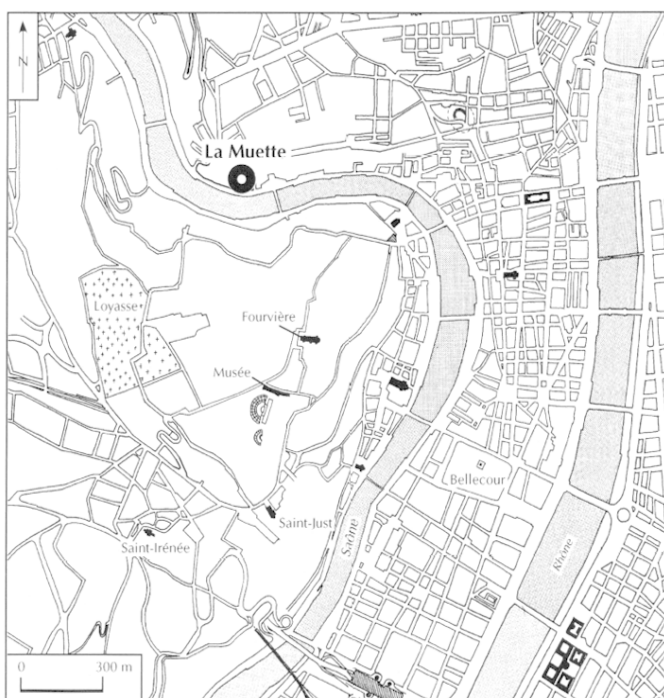 N
La Muette
Loyasse
Fourvière
Musée
Bellecour
Saint-Just
Saint-Irénée
Saône
Rhône
0 300 m